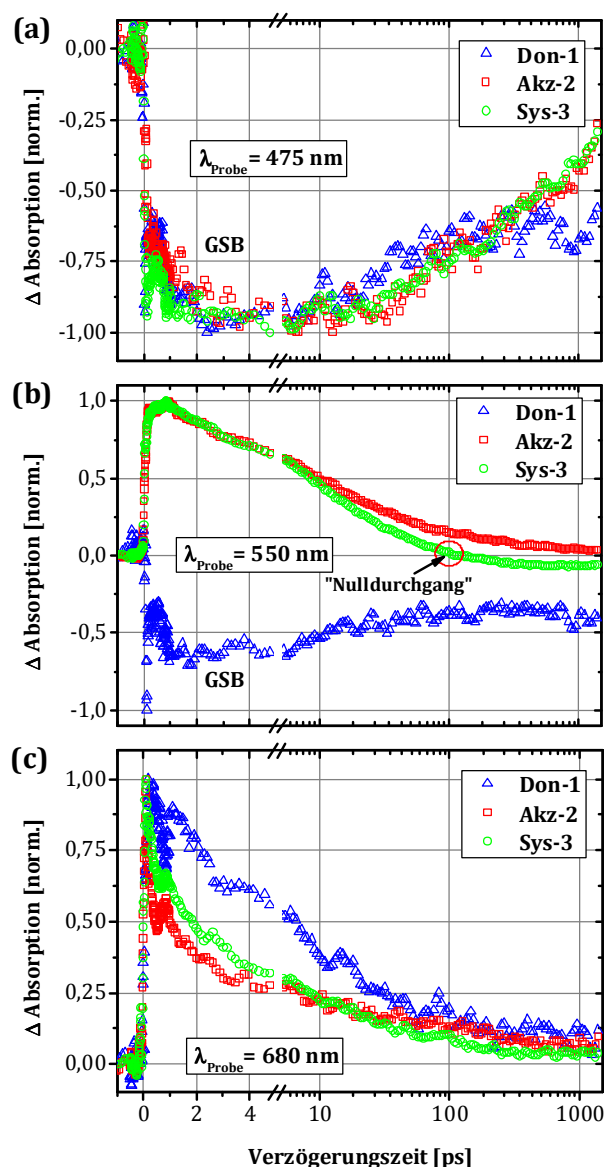 (a)
0,00
-0,25
-0,50
-0,75
-1,00
Δ Absorption [norm.]
Don-1
Akz-2
Sys-3
λProbe = 475 nm
GSB
(b)
1,0
0,5
0,0
-0,5
-1,0
Δ Absorption [norm.]
Don-1
Akz-2
Sys-3
λProbe = 550 nm
"Nulldurchgang"
GSB
(c)
1,00
0,75
0,50
0,25
0,00
Δ Absorption [norm.]
Don-1
Akz-2
Sys-3
λProbe = 680 nm
0 2 4 10 100 1000
Verzögerungszeit [ps]